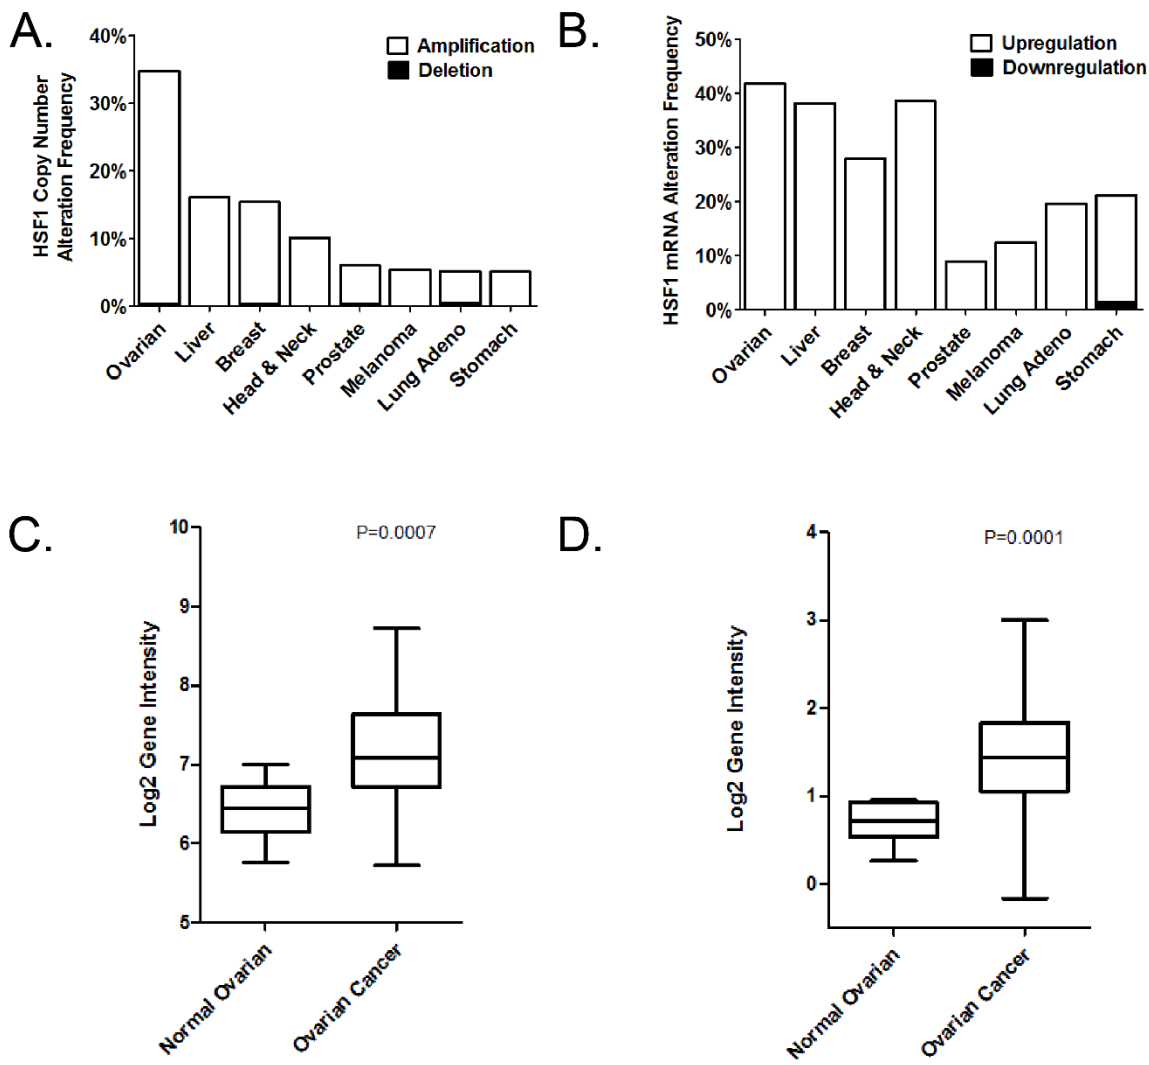 A.
HSF1 Copy Number
Alteration Frequency
40%
30%
20%
10%
0%
Amplification
Deletion
Ovarian
Liver
Breast
Head & Neck
Prostate
Melanoma
Lung Adeno
Stomach
B.
HSF1 mRNA Alteration Frequency
50%
40%
30%
20%
10%
0%
Upregulation
Downregulation
Ovarian
Liver
Breast
Head & Neck
Prostate
Melanoma
Lung Adeno
Stomach
C.
Log2 Gene Intensity
10
9
8
7
6
5
P=0.0007
Normal Ovarian
Ovarian Cancer
D.
Log2 Gene Intensity
4
3
2
1
0
P=0.0001
Normal Ovarian
Ovarian Cancer